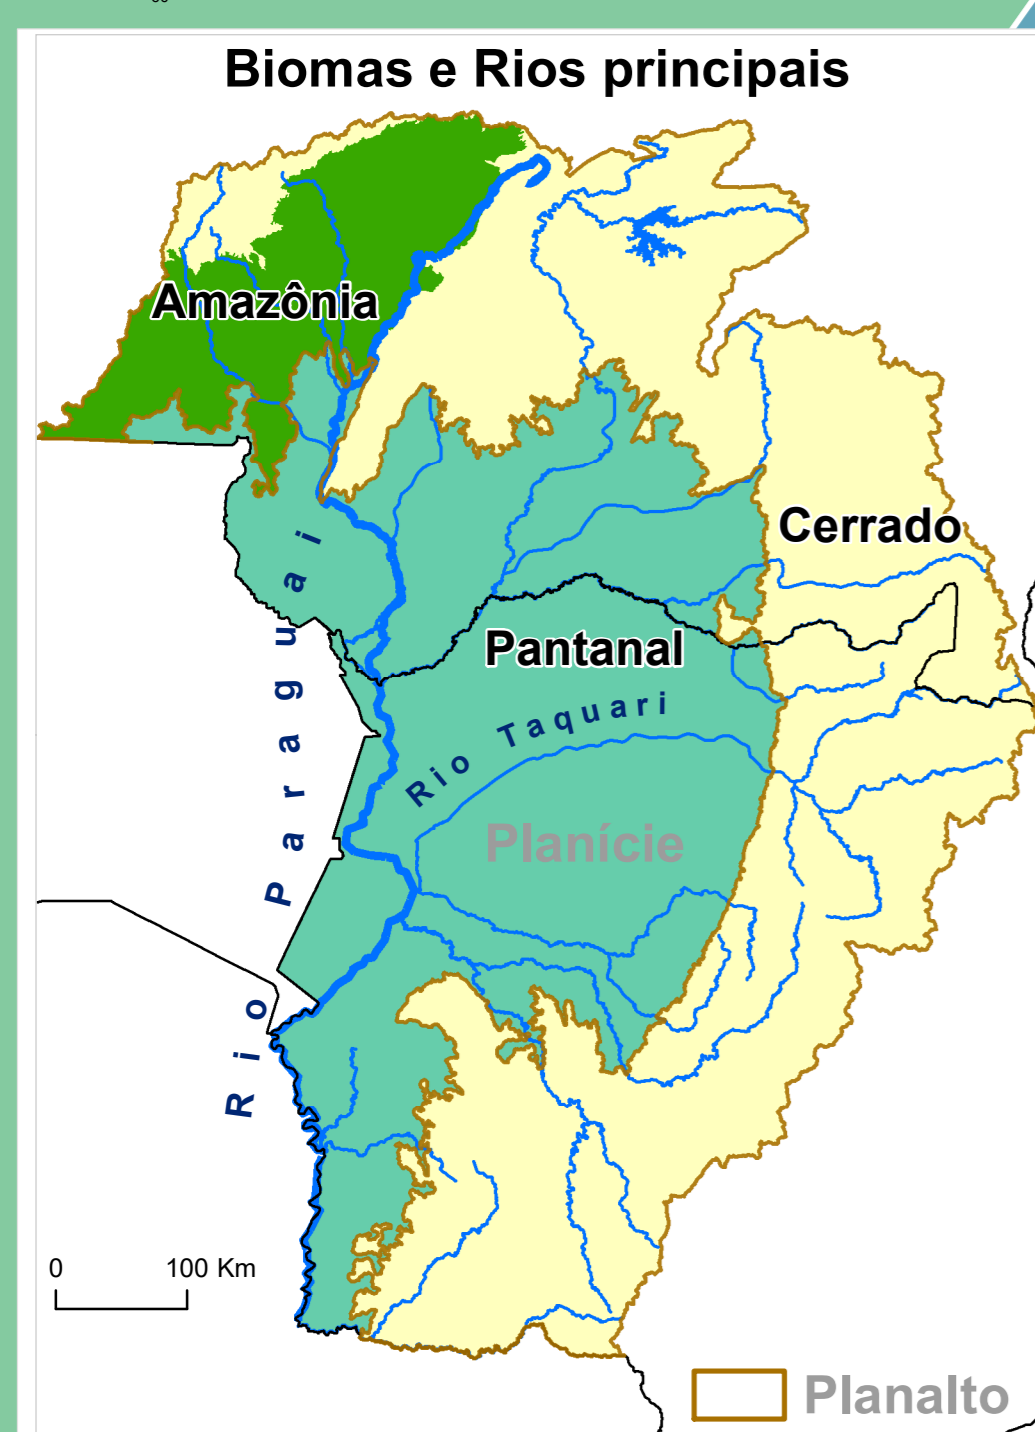 Biomas e Rios principais
Amazônia
Cerrado
Pantanal
Rio Taquari
Planície
Rio Paraguai
0 100 Km
Planalto